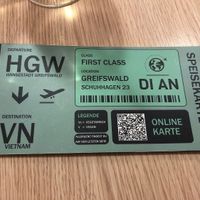 DEPARTURE
HGW
HANSESTADT GREIFSWALD
DESTINATION
VN
VIETNAM
CLASS
FIRST CLASS
LOCATION
GREIFSWALD
SCHUHHAGEN 23
DI AN
LEGENDE
ONLINE
KARTE
SPEISEKARTE